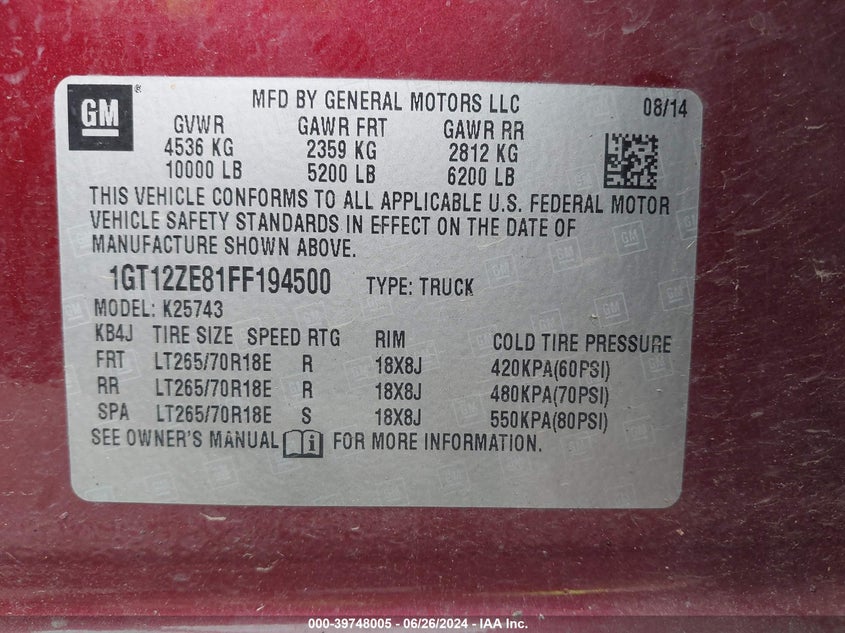 GM ® MFD BY GENERAL MOTORS LLC 08/14
GVWR GAWR FRT GAWR RR
4536 KG 2359 KG 2812 KG
10000 LB 5200 LB 6200 LB
THIS VEHICLE CONFORMS TO ALL APPLICABLE U.S. FEDERAL MOTOR
VEHICLE SAFETY STANDARDS IN EFFECT ON THE DATE OF
MANUFACTURE SHOWN ABOVE.
1GT12ZE81FF194500 TYPE: TRUCK
MODEL: K25743
KB4J TIRE SIZE SPEED RTG RIM COLD TIRE PRESSURE
FRT LT265/70R18E R 18X8J 420KPA(60PSI)
RR LT265/70R18E R 18X8J 480KPA(70PSI)
SPA LT265/70R18E S 18X8J 550KPA(80PSI)
SEE OWNER'S MANUAL i FOR MORE INFORMATION.
000-39748005 - 06/26/2024 - IAA Inc.